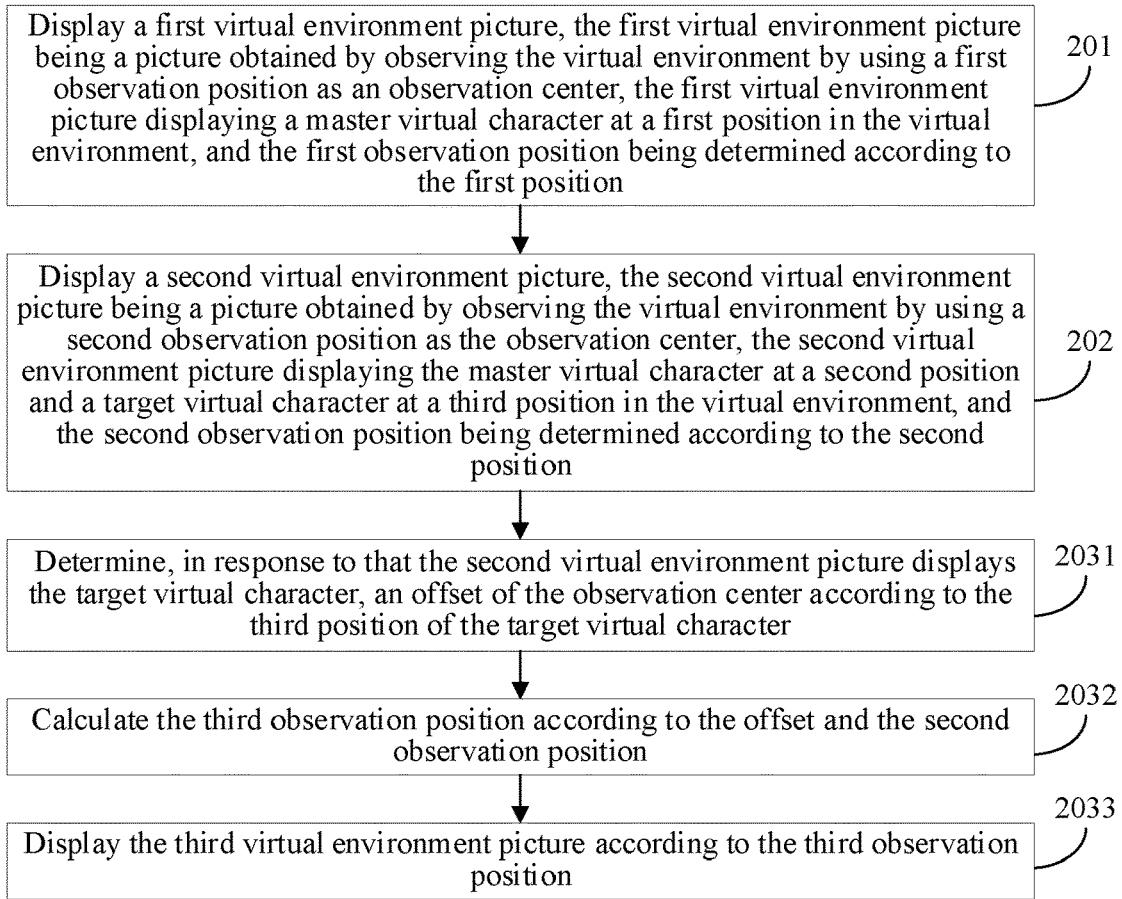 Display a first virtual environment picture, the first virtual environment picture
being a picture obtained by observing the virtual environment by using a first
observation position as an observation center, the first virtual environment
picture displaying a master virtual character at a first position in the virtual
environment, and the first observation position being determined according to
the first position
201
Display a second virtual environment picture, the second virtual environment
picture being a picture obtained by observing the virtual environment by using a
second observation position as the observation center, the second virtual
environment picture displaying the master virtual character at a second position
and a target virtual character at a third position in the virtual environment, and
the second observation position being determined according to the second
position
202
Determine, in response to that the second virtual environment picture displays
the target virtual character, an offset of the observation center according to the
third position of the target virtual character
2031
Calculate the third observation position according to the offset and the second
observation position
2032
Display the third virtual environment picture according to the third observation
position
2033